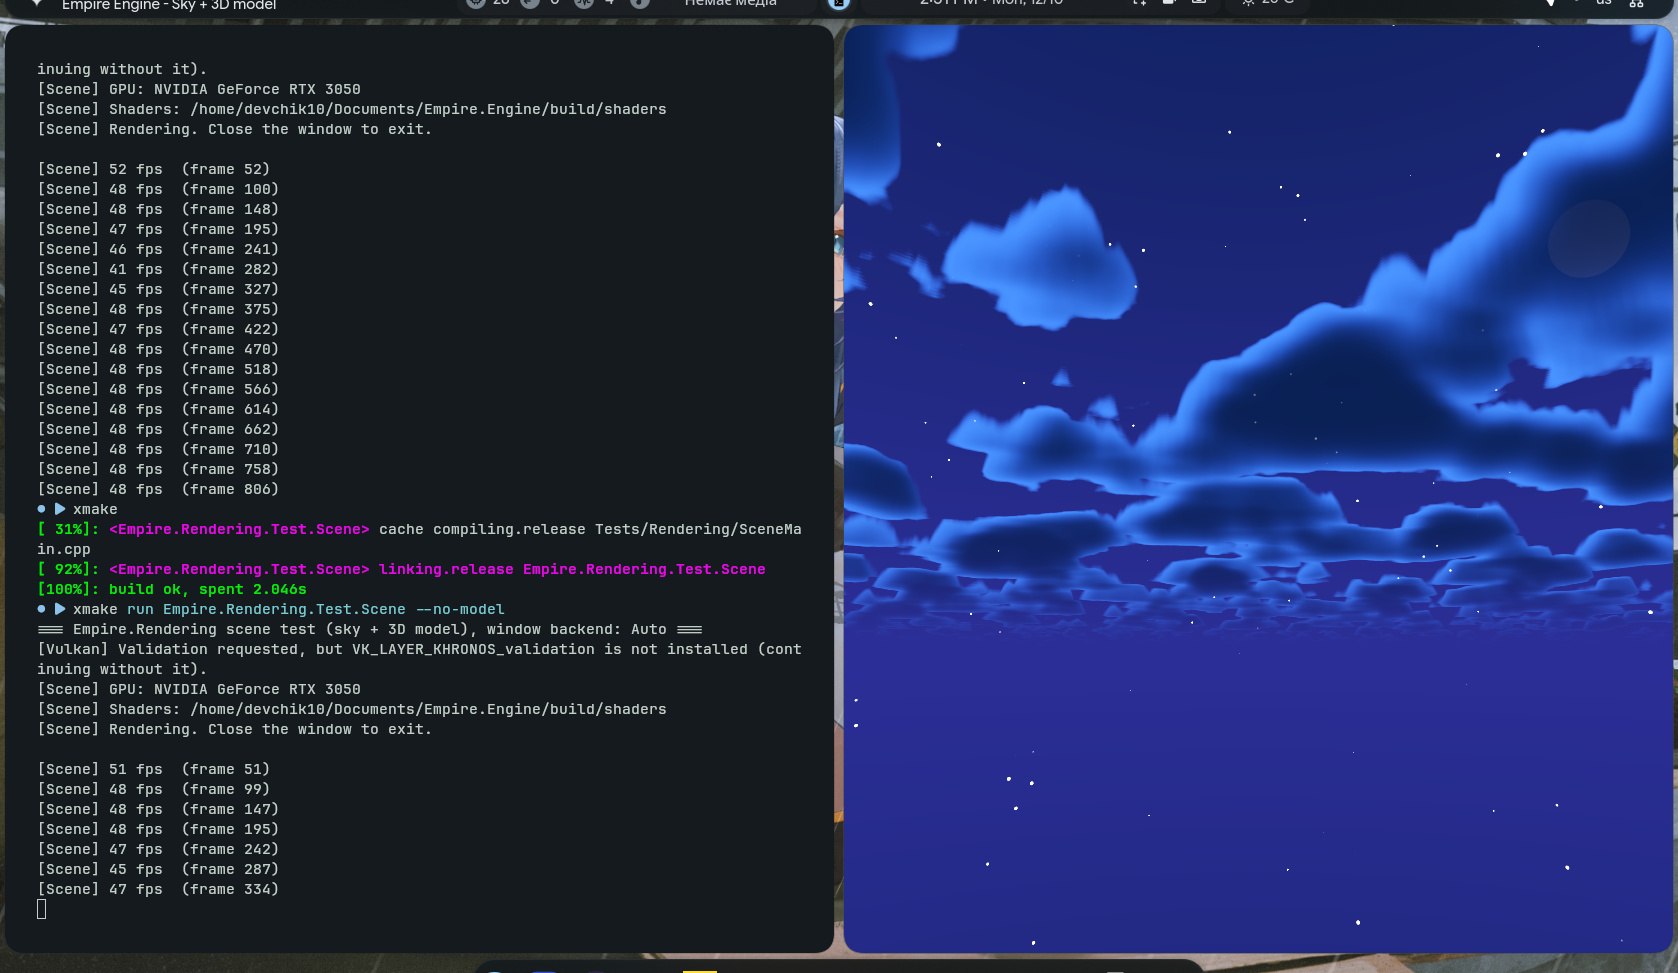 Empire Engine - Sky + 3D model
Немає медіа
inuing without it).
[Scene] GPU: NVIDIA GeForce RTX 3050
[Scene] Shaders: /home/devchik10/Documents/Empire.Engine/build/shaders
[Scene] Rendering. Close the window to exit.
[Scene] 52 fps  (frame 52)
[Scene] 48 fps  (frame 100)
[Scene] 48 fps  (frame 148)
[Scene] 47 fps  (frame 195)
[Scene] 46 fps  (frame 241)
[Scene] 41 fps  (frame 282)
[Scene] 45 fps  (frame 327)
[Scene] 48 fps  (frame 375)
[Scene] 47 fps  (frame 422)
[Scene] 48 fps  (frame 470)
[Scene] 48 fps  (frame 518)
[Scene] 48 fps  (frame 566)
[Scene] 48 fps  (frame 614)
[Scene] 48 fps  (frame 662)
[Scene] 48 fps  (frame 710)
[Scene] 48 fps  (frame 758)
[Scene] 48 fps  (frame 806)
xmake
[ 31%]: <Empire.Rendering.Test.Scene> cache compiling.release Tests/Rendering/SceneMa
in.cpp
[ 92%]: <Empire.Rendering.Test.Scene> linking.release Empire.Rendering.Test.Scene
[100%]: build ok, spent 2.046s
xmake run Empire.Rendering.Test.Scene --no-model
=== Empire.Rendering scene test (sky + 3D model), window backend: Auto ===
[Vulkan] Validation requested, but VK_LAYER_KHRONOS_validation is not installed (cont
inuing without it).
[Scene] GPU: NVIDIA GeForce RTX 3050
[Scene] Shaders: /home/devchik10/Documents/Empire.Engine/build/shaders
[Scene] Rendering. Close the window to exit.
[Scene] 51 fps  (frame 51)
[Scene] 48 fps  (frame 99)
[Scene] 48 fps  (frame 147)
[Scene] 48 fps  (frame 195)
[Scene] 47 fps  (frame 242)
[Scene] 45 fps  (frame 287)
[Scene] 47 fps  (frame 334)